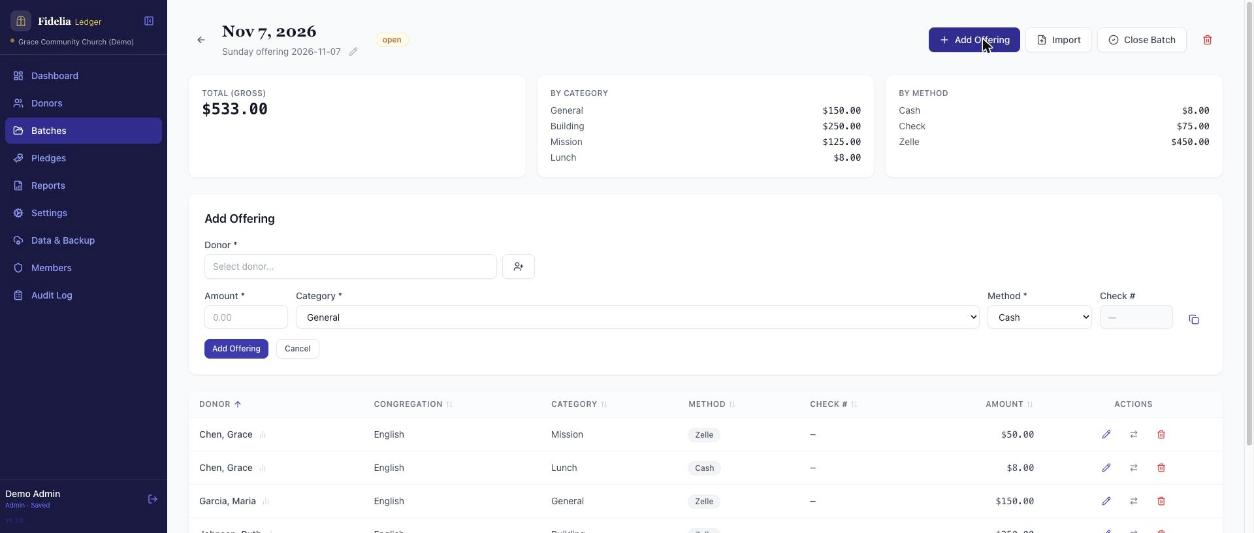 Fidelia Ledger
Grace Community Church (Demo)
Dashboard
Donors
Batches
Pledges
Reports
Settings
Data & Backup
Members
Audit Log
Demo Admin
Admin · Saved
Nov 7, 2026
Sunday offering 2026-11-07
open
Add Offering
Import
Close Batch
TOTAL (GROSS)
$533.00
BY CATEGORY
General $150.00
Building $250.00
Mission $125.00
Lunch $8.00
BY METHOD
Cash $8.00
Check $75.00
Zelle $450.00
Add Offering
Donor *
Select donor...
Amount * Category * Method * Check #
0.00 General Cash —
Add Offering Cancel
DONOR CONGREGATION CATEGORY METHOD CHECK # AMOUNT ACTIONS
Chen, Grace English Mission Zelle – $50.00
Chen, Grace English Lunch Cash – $8.00
Garcia, Maria English General Zelle – $150.00